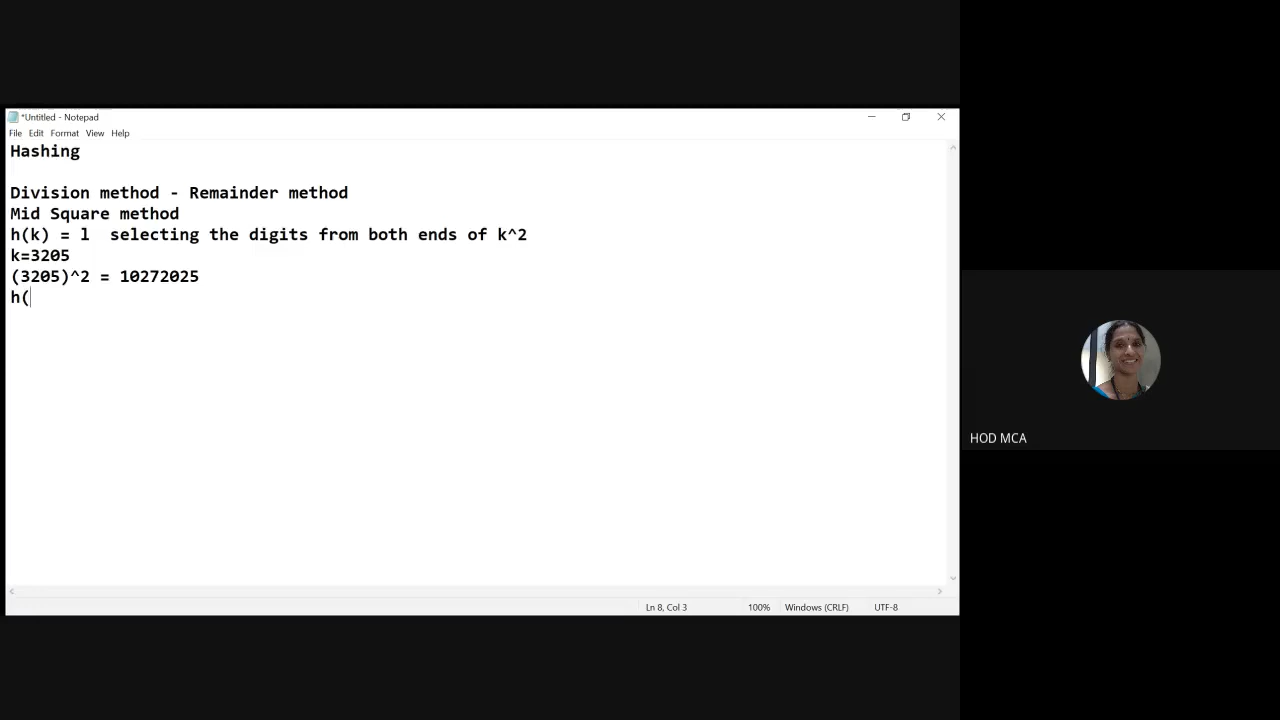 *Untitled - Notepad
File Edit Format View Help
Hashing
Division method - Remainder method
Mid Square method
h(k) = l  selecting the digits from both ends of k^2
k=3205
(3205)^2 = 10272025
h(
HOD MCA
Ln 8, Col 3 100% Windows (CRLF) UTF-8